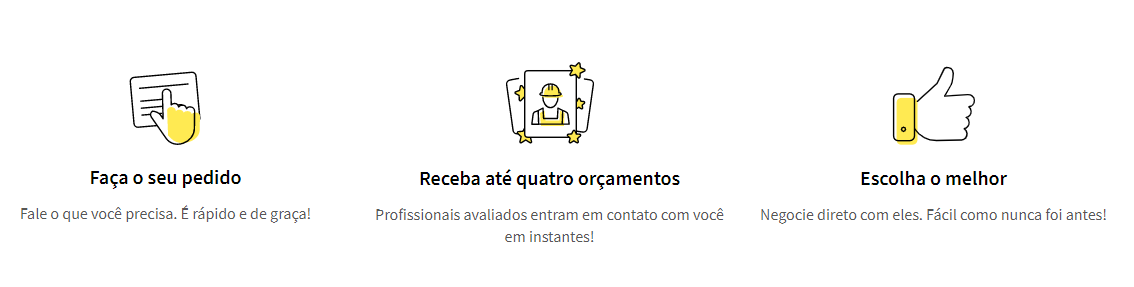 Faça o seu pedido
Fale o que você precisa. É rápido e de graça!
Receba até quatro orçamentos
Profissionais avaliados entram em contato com você
em instantes!
Escolha o melhor
Negocie direto com eles. Fácil como nunca foi antes!